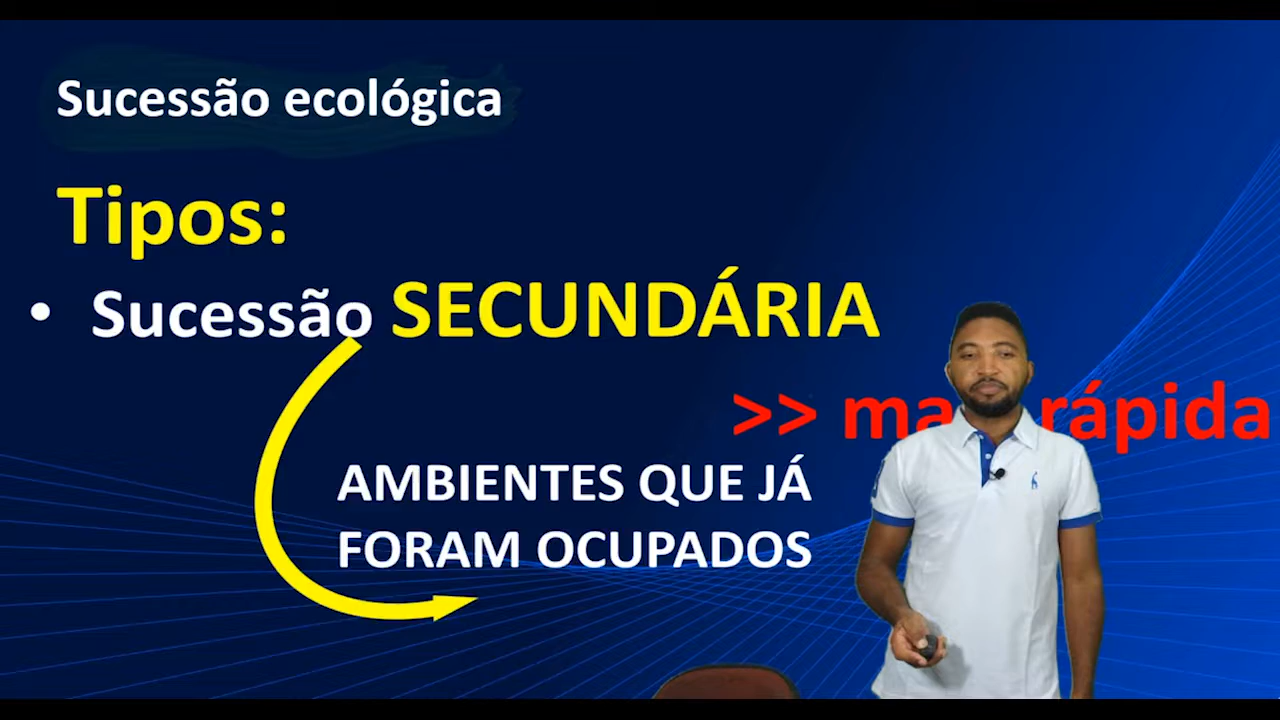 Sucessão ecológica
Tipos:
• Sucessão SECUNDÁRIA
>> rápida
AMBIENTES QUE JÁ
FORAM OCUPADOS